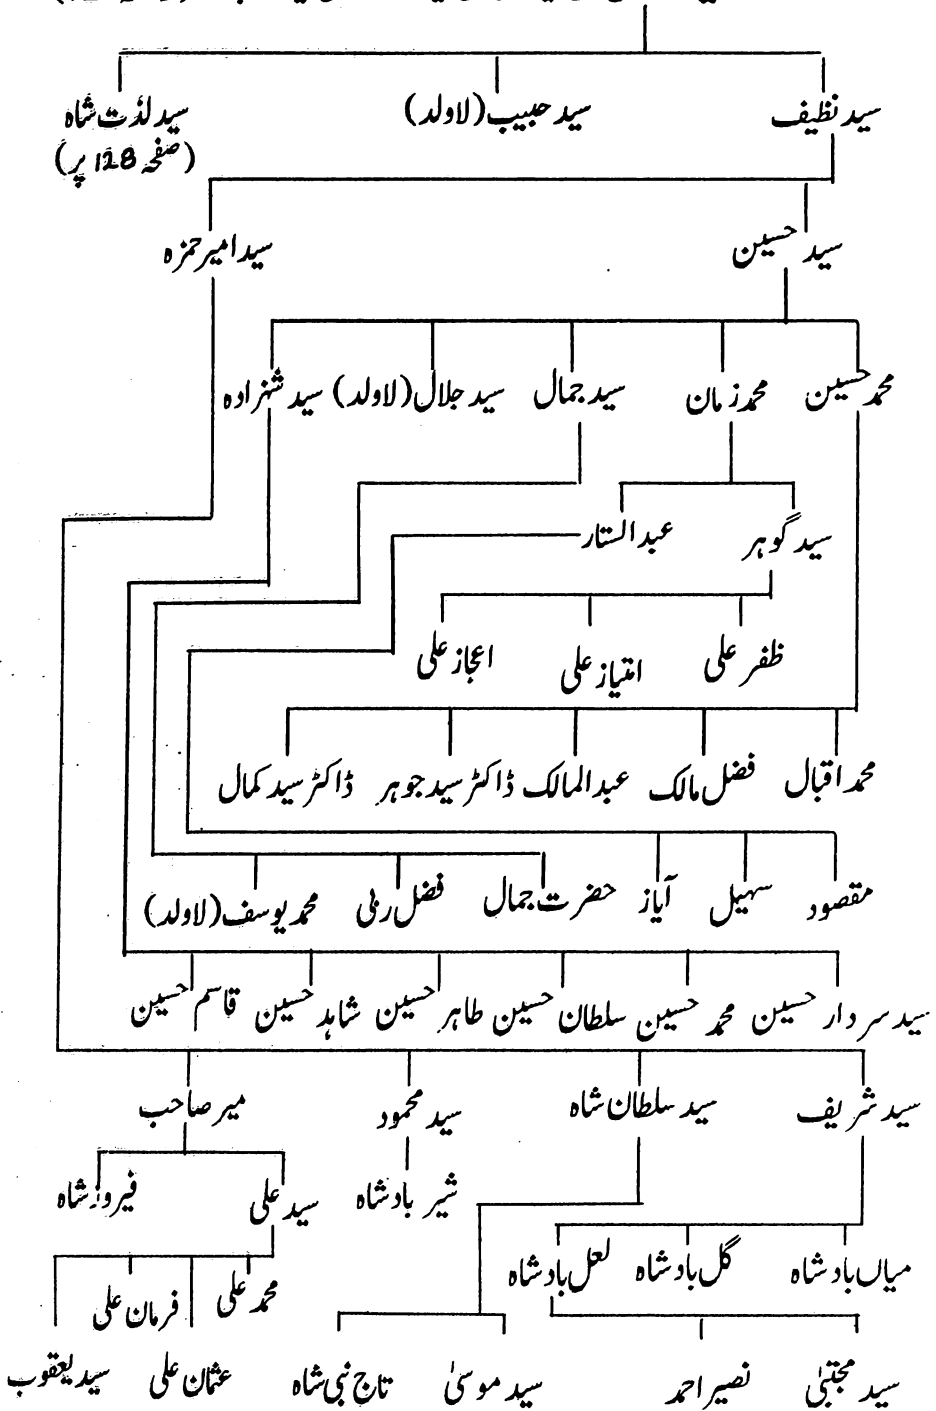 سید نظیف سید حبیب (لاولد) سید لذت شاہ
(صفحہ 128 پر)
سید حسین سید امیر حمزہ
محمد حسین محمد زمان سید جمال سید جلال (لاولد) سید شہزادہ
سید گوہر عبدالستار
ظفر علی امتیاز علی اعجاز علی
محمد اقبال فضل مالک عبدالمالک ڈاکٹر سید جوہر ڈاکٹر سید کمال
مقصود سہیل آیاز حضرت جمال فضل ربی محمد یوسف (لاولد)
سید سردار حسین محمد حسین سلطان حسین طاہر حسین شاہد حسین قاسم حسین
سید شریف سید سلطان شاہ سید محمود میر صاحب
شیر بادشاہ سید علی فیروز شاہ
میاں بادشاہ گل بادشاہ لعل بادشاہ محمد علی فرمان علی
سید مجتبیٰ نصیر احمد سید موسیٰ تاج نبی شاہ عثمان علی سید یعقوب